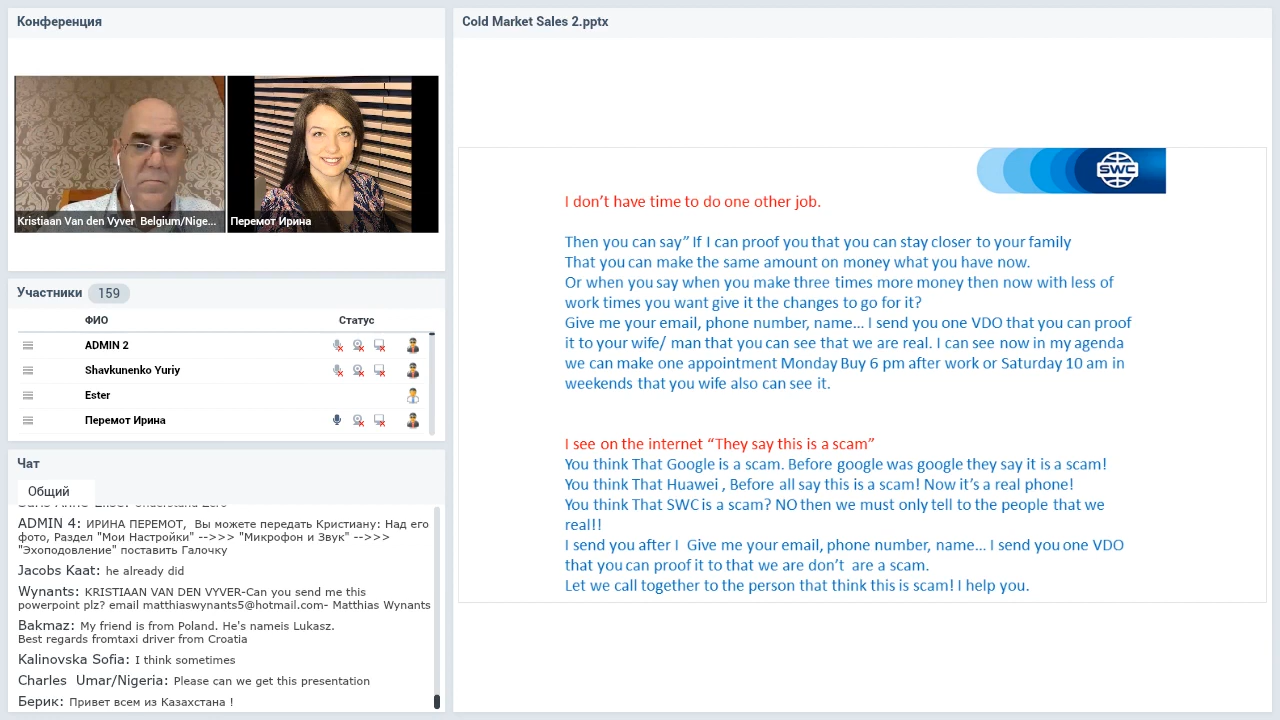 Конференция
Kristiaan Van den Vyver Belgium/Nige...
Перемот Ирина
Участники 159
ФИО Статус
ADMIN 2
Shavkunenko Yuriy
Ester
Перемот Ирина
Чат
Общий
ADMIN 4: ИРИНА ПЕРЕМОТ, Вы можете передать Кристиану: Над его
фото, Раздел "Мои Настройки" -->>> "Микрофон и Звук" -->>>
"Эхоподовление" поставить Галочку
Jacobs Kaat: he already did
Wynants: KRISTIAAN VAN DEN VYVER-Can you send me this
powerpoint plz? email matthiaswynants5@hotmail.com- Matthias Wynants
Bakmaz: My friend is from Poland. He's nameis Lukasz.
Best regards fromtaxi driver from Croatia
Kalinovska Sofia: I think sometimes
Charles Umar/Nigeria: Please can we get this presentation
Берик: Привет всем из Казахстана !
Cold Market Sales 2.pptx
SWC
I don't have time to do one other job.
Then you can say” If I can proof you that you can stay closer to your family
That you can make the same amount on money what you have now.
Or when you say when you make three times more money then now with less of
work times you want give it the changes to go for it?
Give me your email, phone number, name... I send you one VDO that you can proof
it to your wife/ man that you can see that we are real. I can see now in my agenda
we can make one appointment Monday Buy 6 pm after work or Saturday 10 am in
weekends that you wife also can see it.
I see on the internet “They say this is a scam”
You think That Google is a scam. Before google was google they say it is a scam!
You think That Huawei , Before all say this is a scam! Now it's a real phone!
You think That SWC is a scam? NO then we must only tell to the people that we
real!!
I send you after I Give me your email, phone number, name... I send you one VDO
that you can proof it to that we are don't are a scam.
Let we call together to the person that think this is scam! I help you.